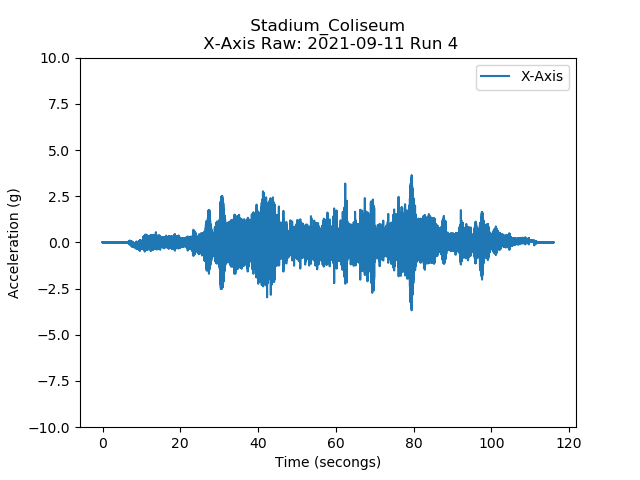 Stadium_Coliseum
X-Axis Raw: 2021-09-11 Run 4
X-Axis
10.0
7.5
5.0
2.5
0.0
−2.5
−5.0
−7.5
−10.0
Acceleration (g)
0 20 40 60 80 100 120
Time (secongs)